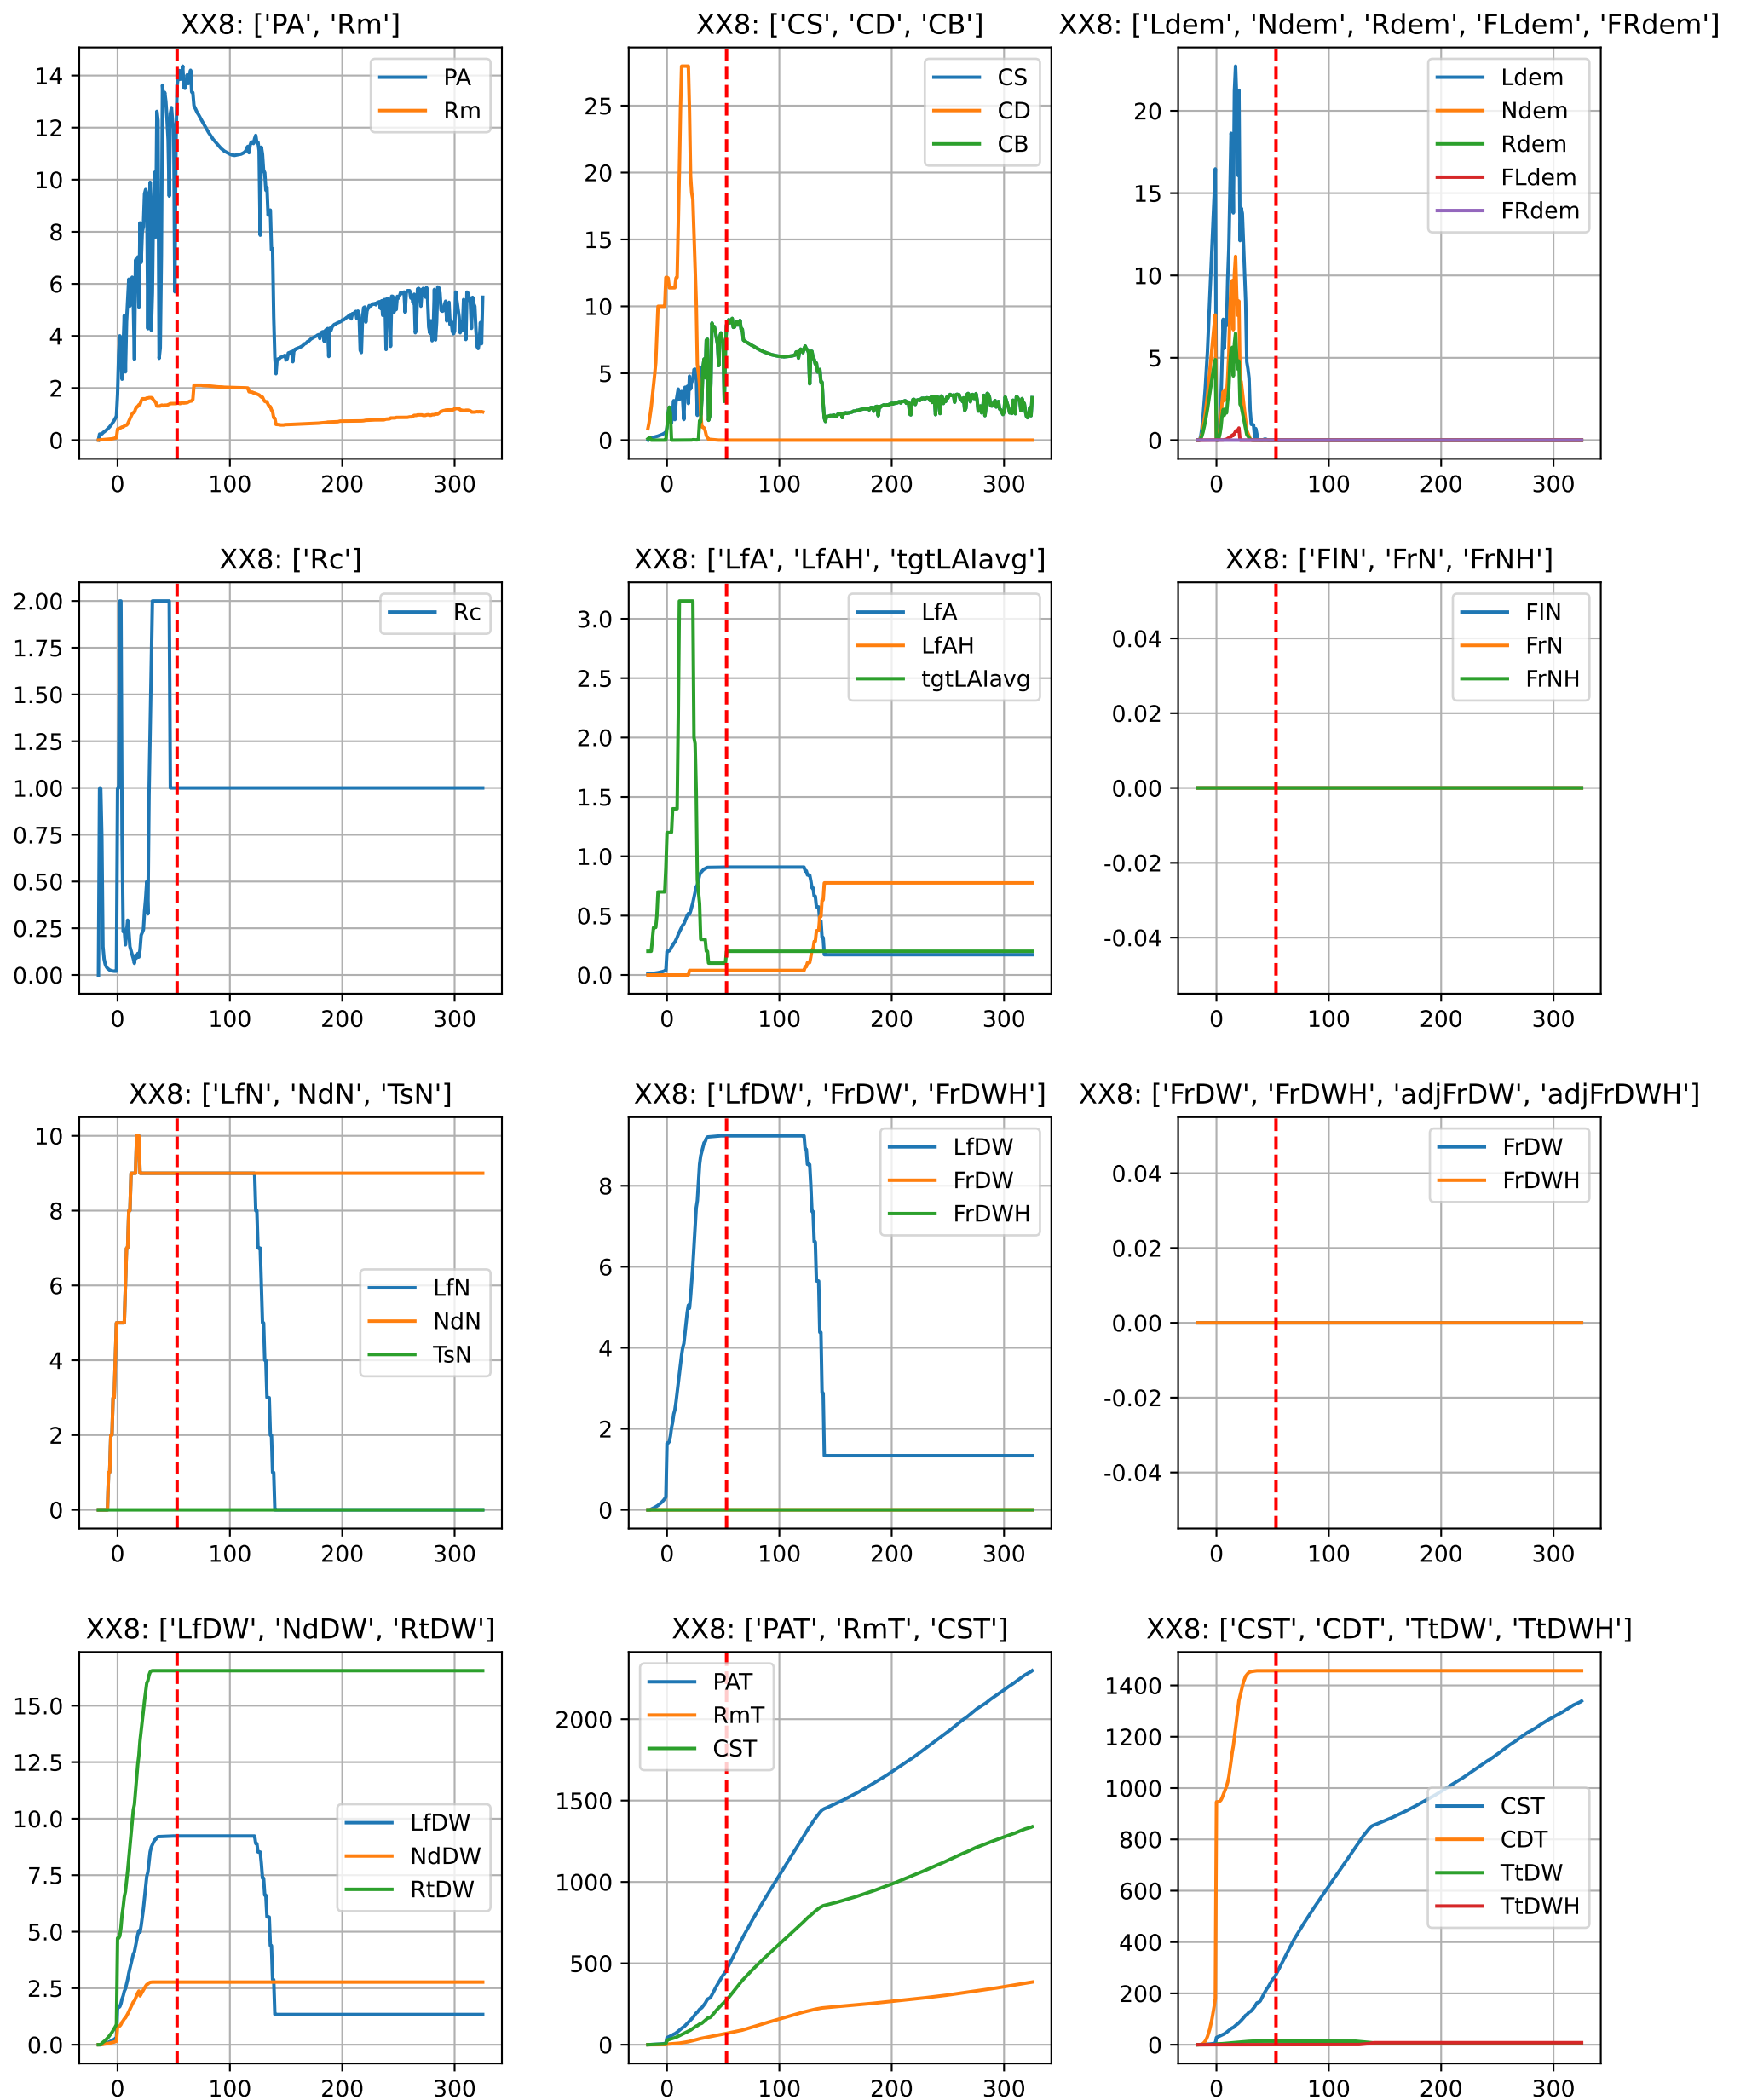 XX8: ['PA', 'Rm']
14
12
10
8
6
4
2
0
0 100 200 300
PA
Rm
XX8: ['CS', 'CD', 'CB']
25
20
15
10
5
0
0 100 200 300
CS
CD
CB
XX8: ['Ldem', 'Ndem', 'Rdem', 'FLdem', 'FRdem']
20
15
10
5
0
0 100 200 300
Ldem
Ndem
Rdem
FLdem
FRdem
XX8: ['Rc']
2.00
1.75
1.50
1.25
1.00
0.75
0.50
0.25
0.00
0 100 200 300
Rc
XX8: ['LfA', 'LfAH', 'tgtLAIavg']
3.0
2.5
2.0
1.5
1.0
0.5
0.0
0 100 200 300
LfA
LfAH
tgtLAIavg
XX8: ['FlN', 'FrN', 'FrNH']
0.04
0.02
0.00
-0.02
-0.04
0 100 200 300
FlN
FrN
FrNH
XX8: ['LfN', 'NdN', 'TsN']
10
8
6
4
2
0
0 100 200 300
LfN
NdN
TsN
XX8: ['LfDW', 'FrDW', 'FrDWH']
8
6
4
2
0
0 100 200 300
LfDW
FrDW
FrDWH
XX8: ['FrDW', 'FrDWH', 'adjFrDW', 'adjFrDWH']
0.04
0.02
0.00
-0.02
-0.04
0 100 200 300
FrDW
FrDWH
XX8: ['LfDW', 'NdDW', 'RtDW']
15.0
12.5
10.0
7.5
5.0
2.5
0.0
0 100 200 300
LfDW
NdDW
RtDW
XX8: ['PAT', 'RmT', 'CST']
2000
1500
1000
500
0
0 100 200 300
PAT
RmT
CST
XX8: ['CST', 'CDT', 'TtDW', 'TtDWH']
1400
1200
1000
800
600
400
200
0
0 100 200 300
CST
CDT
TtDW
TtDWH